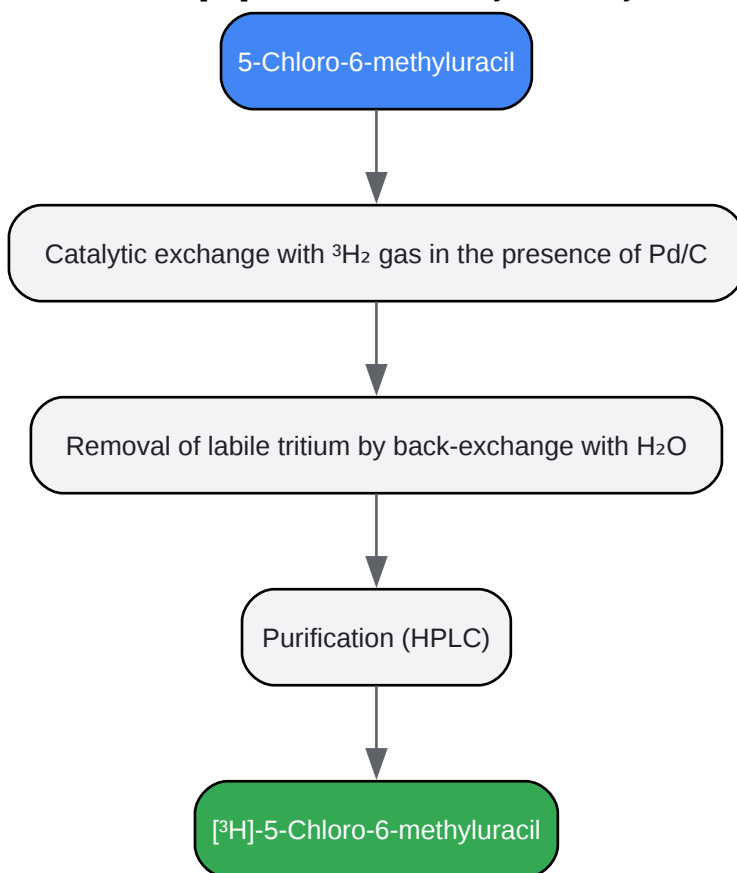 5-Chloro-6-methyluracil
Catalytic exchange with ³H₂ gas in the presence of Pd/C
Removal of labile tritium by back-exchange with H₂O
Purification (HPLC)
[³H]-5-Chloro-6-methyluracil